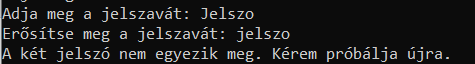 Adja meg a jelszavát: Jelszo
Erősítse meg a jelszavát: jelszo
A két jelszó nem egyezik meg. Kérem próbálja újra.